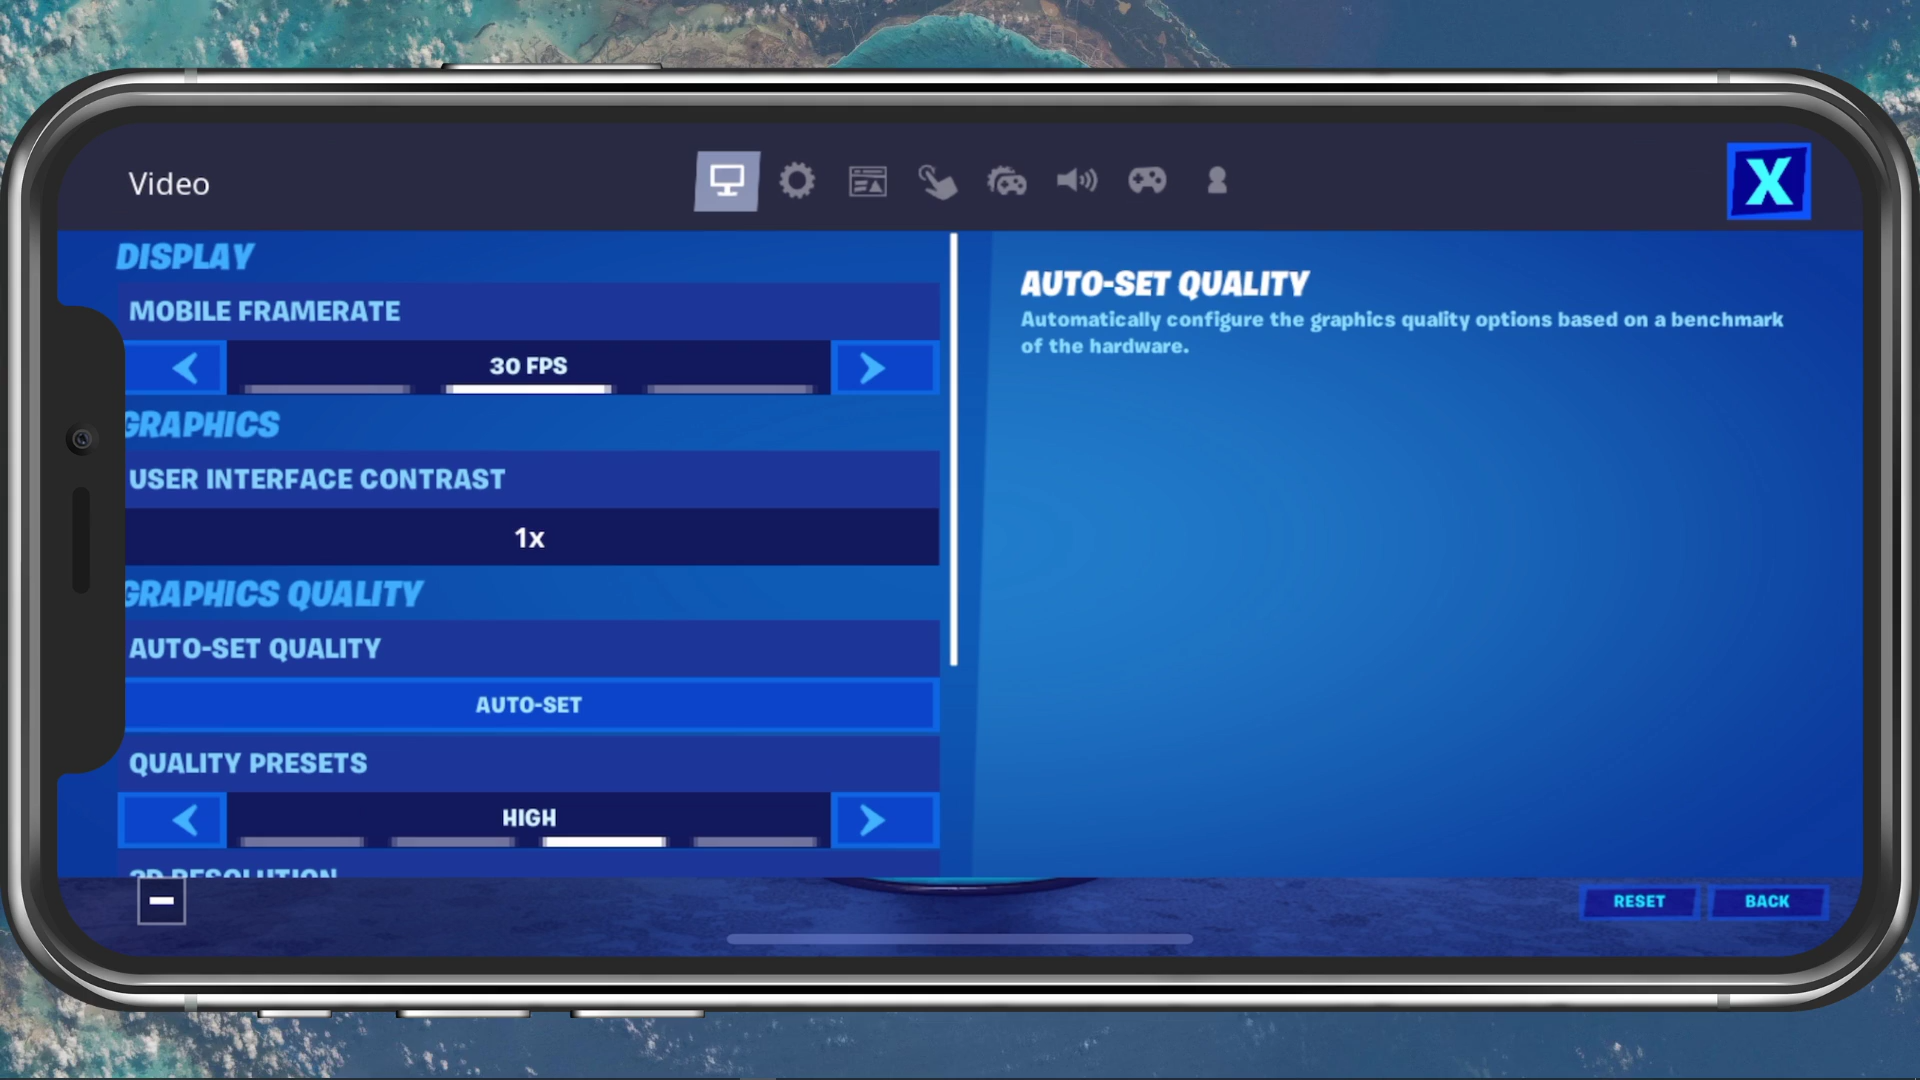 Video
X
DISPLAY
MOBILE FRAMERATE
30 FPS
GRAPHICS
USER INTERFACE CONTRAST
1x
GRAPHICS QUALITY
AUTO-SET QUALITY
AUTO-SET
QUALITY PRESETS
HIGH
3D RESOLUTION
AUTO-SET QUALITY
Automatically configure the graphics quality options based on a benchmark
of the hardware.
RESET
BACK